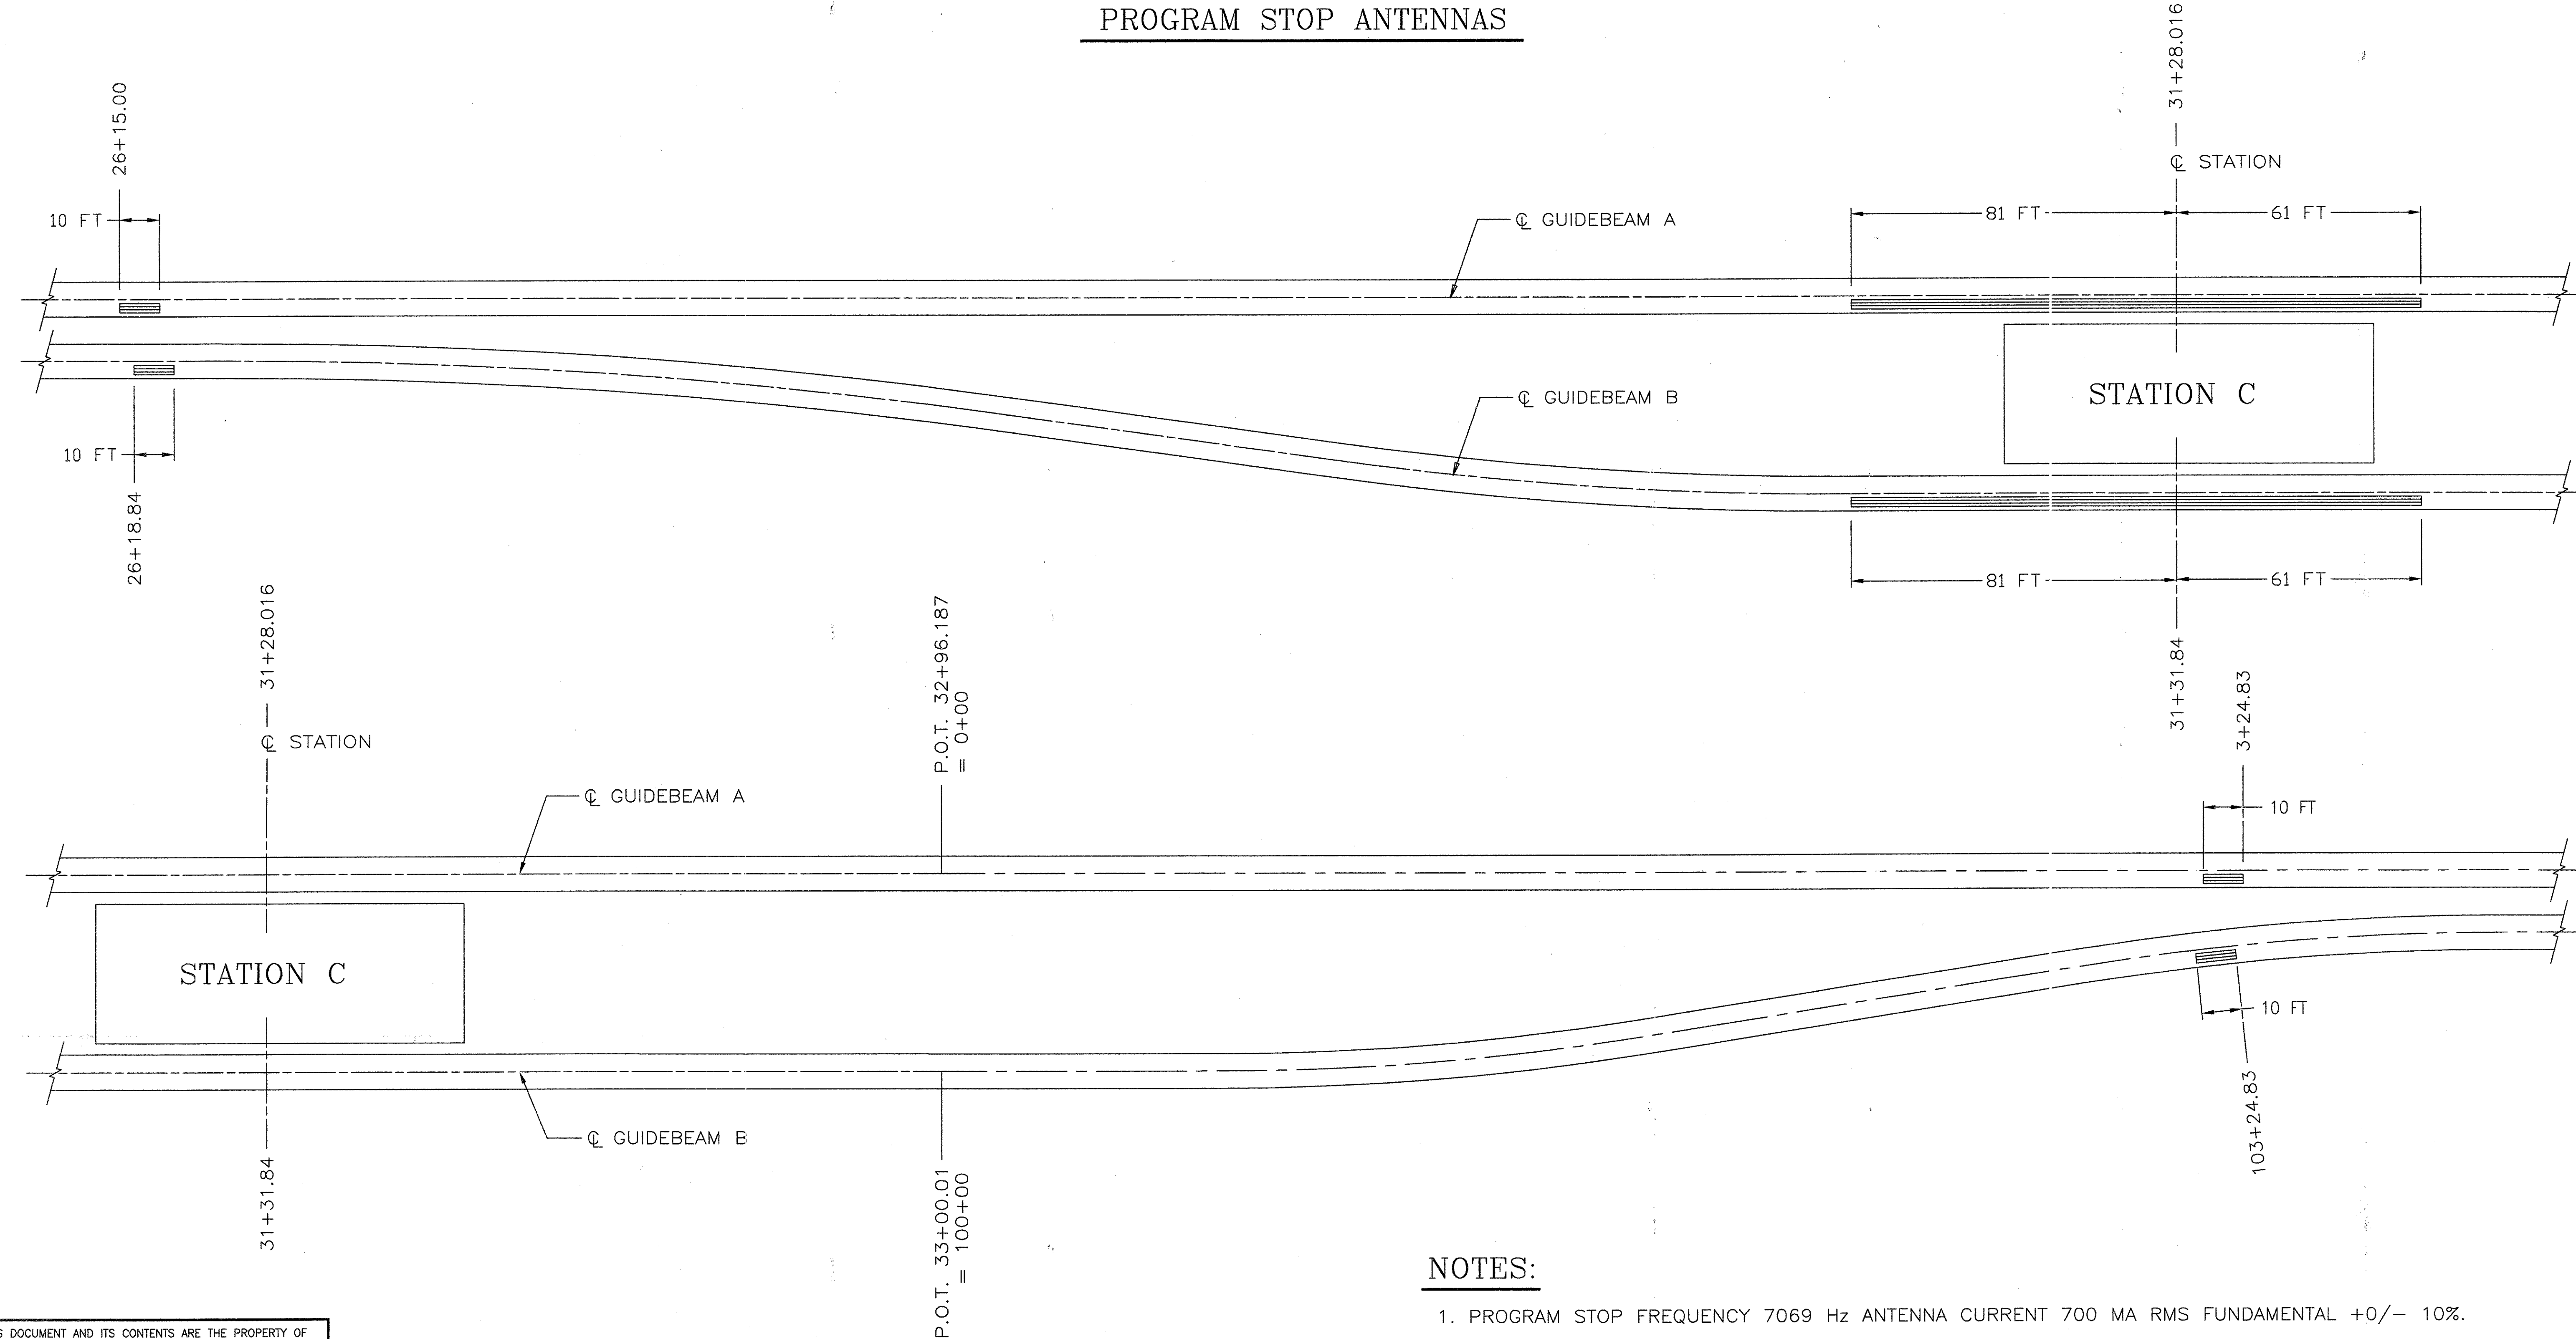 PROGRAM STOP ANTENNAS
26+15.00
31+28.016
℄ STATION
10 FT
℄ GUIDEBEAM A
81 FT
61 FT
℄ GUIDEBEAM B
STATION C
10 FT
26+18.84
81 FT
61 FT
31+31.84
31+28.016
℄ STATION
P.O.T. 32+96.187
= 0+00
3+24.83
℄ GUIDEBEAM A
10 FT
STATION C
10 FT
℄ GUIDEBEAM B
31+31.84
P.O.T. 33+00.01
= 100+00
103+24.83
NOTES:
1. PROGRAM STOP FREQUENCY 7069 Hz ANTENNA CURRENT 700 MA RMS FUNDAMENTAL +0/- 10%.
DOCUMENT AND ITS CONTENTS ARE THE PROPERTY OF